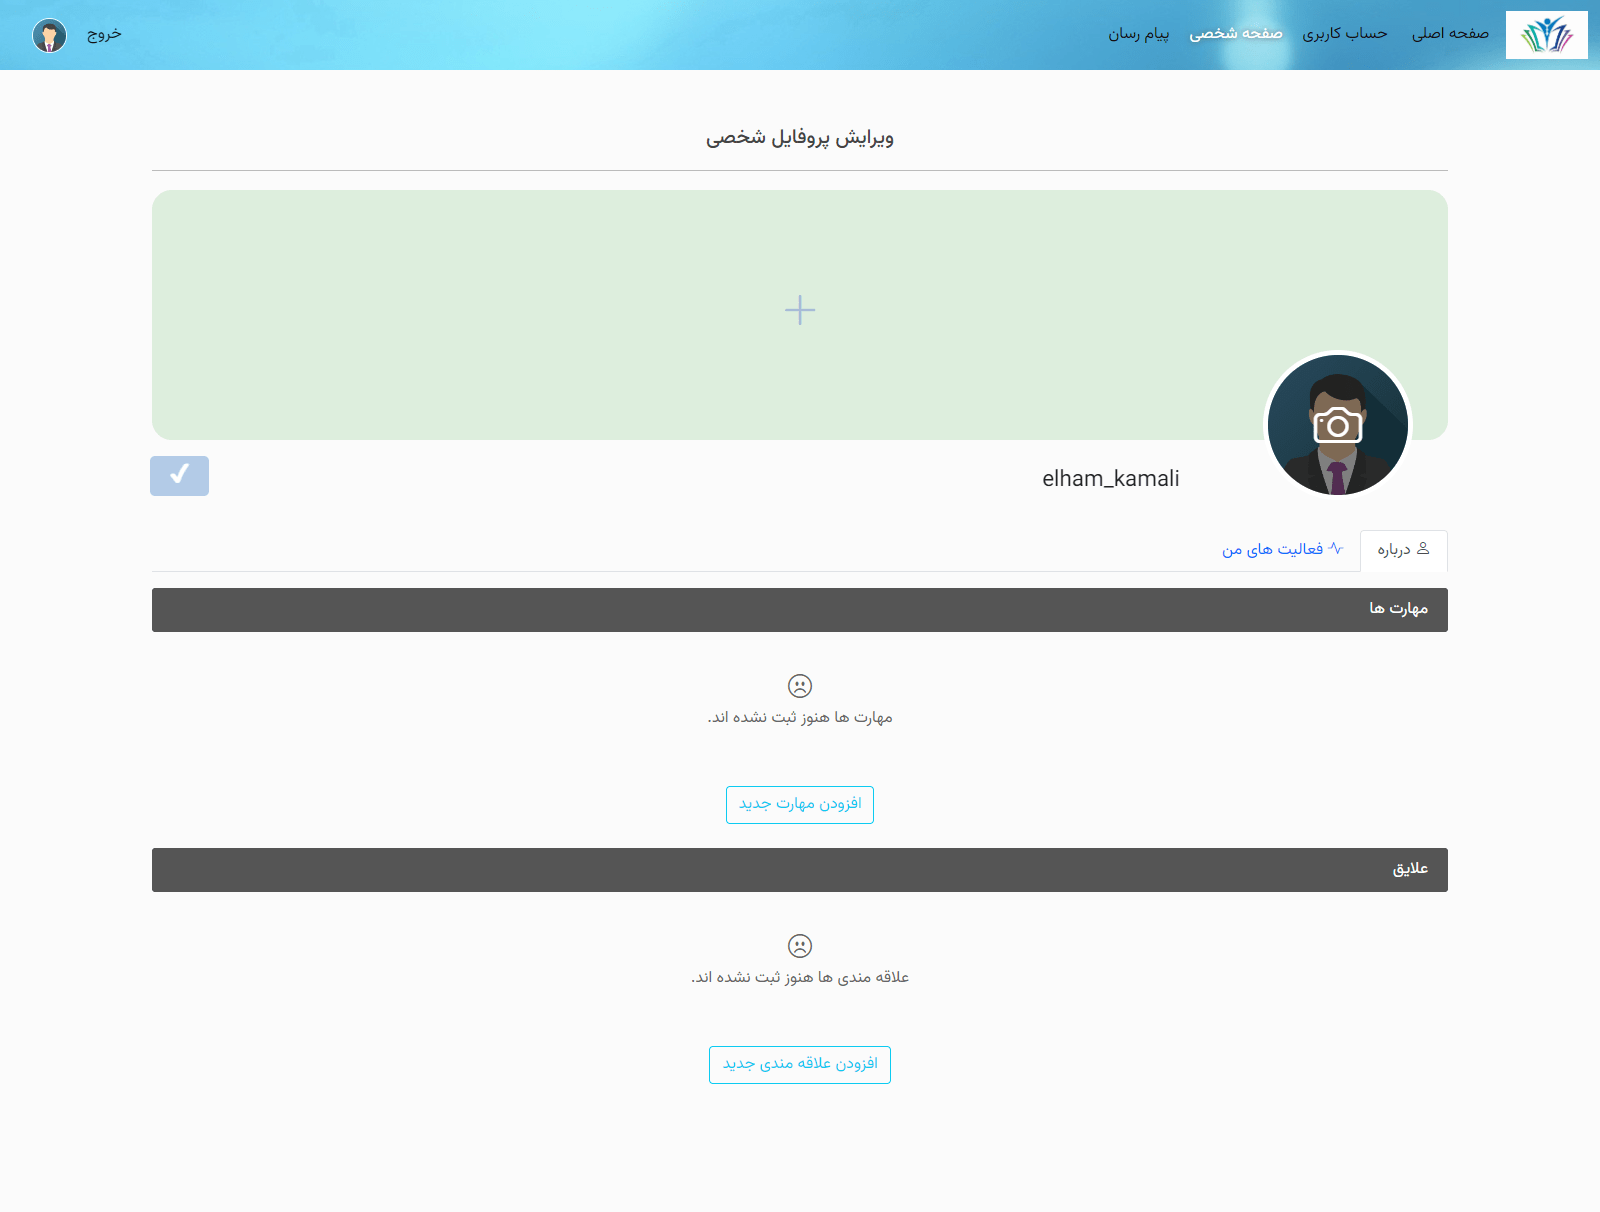 صفحه اصلی
حساب کاربری
صفحه شخصی
پیام رسان
خروج
ویرایش پروفایل شخصی
elham_kamali
درباره
فعالیت های من
مهارت ها
مهارت ها هنوز ثبت نشده اند.
افزودن مهارت جدید
علایق
علاقه مندی ها هنوز ثبت نشده اند.
افزودن علاقه مندی جدید